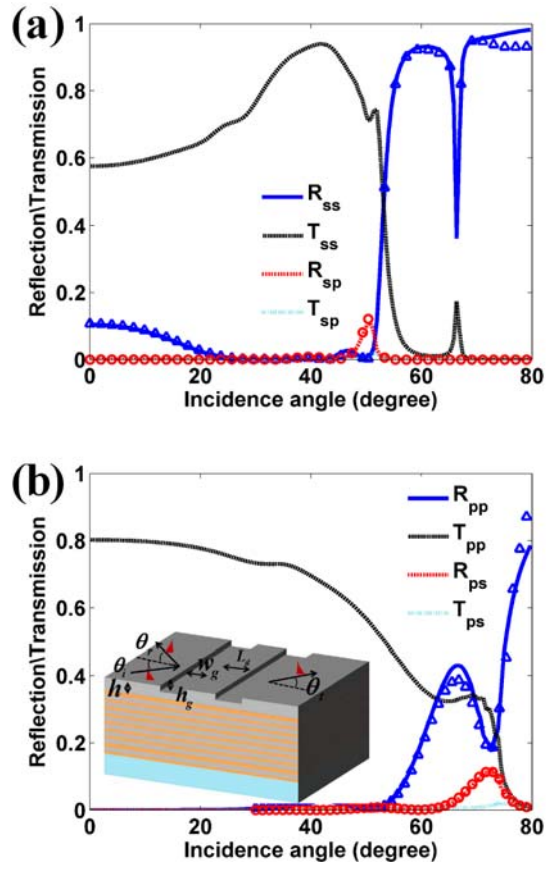 (a)
1
0.8
0.6
0.4
0.2
0
Reflection\Transmission
R_ss
T_ss
R_sp
T_sp
0 20 40 60 80
Incidence angle (degree)
(b)
1
0.8
0.6
0.4
0.2
0
Reflection\Transmission
R_pp
T_pp
R_ps
T_ps
θ_r
θ_i
w_g
h
h_g
0 20 40 60 80
Incidence angle (degree)